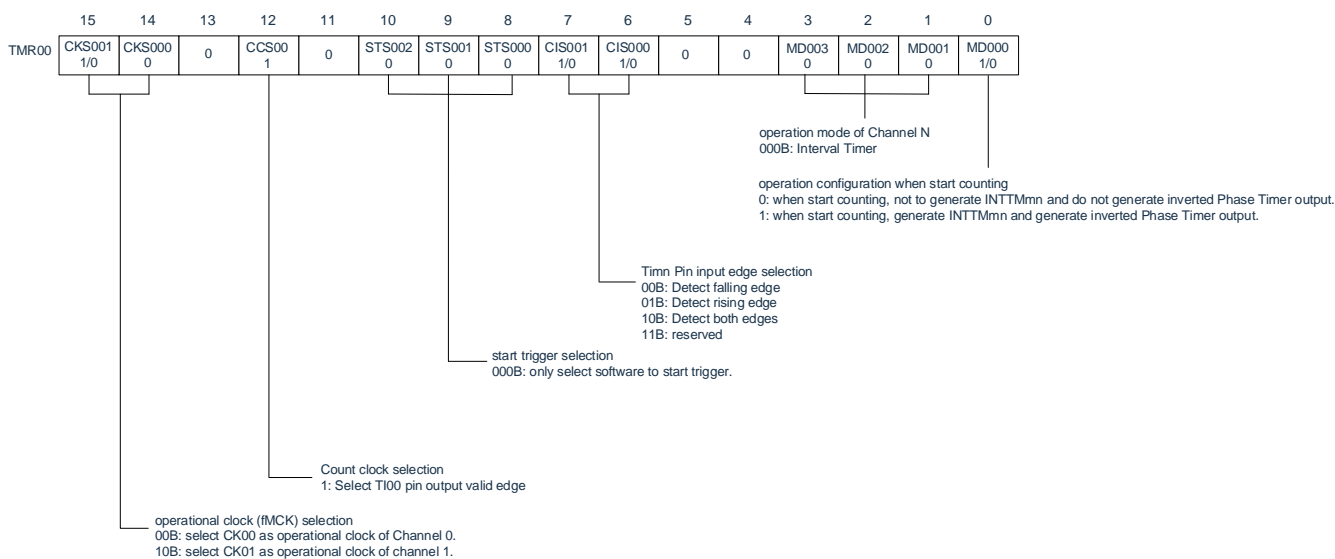 15 14 13 12 11 10 9 8 7 6 5 4 3 2 1 0
TMR00 CKS001 CKS000 0 CCS00 0 STS002 STS001 STS000 CIS001 CIS000 0 0 MD003 MD002 MD001 MD000
1/0 0 1 0 0 0 1/0 1/0 0 0 0 1/0
operation mode of Channel N
000B: Interval Timer
operation configuration when start counting
0: when start counting, not to generate INTTMmn and do not generate inverted Phase Timer output.
1: when start counting, generate INTTMmn and generate inverted Phase Timer output.
Timn Pin input edge selection
00B: Detect falling edge
01B: Detect rising edge
10B: Detect both edges
11B: reserved
start trigger selection
000B: only select software to start trigger.
Count clock selection
1: Select TI00 pin output valid edge
operational clock (fMCK) selection
00B: select CK00 as operational clock of Channel 0.
10B: select CK01 as operational clock of channel 1.